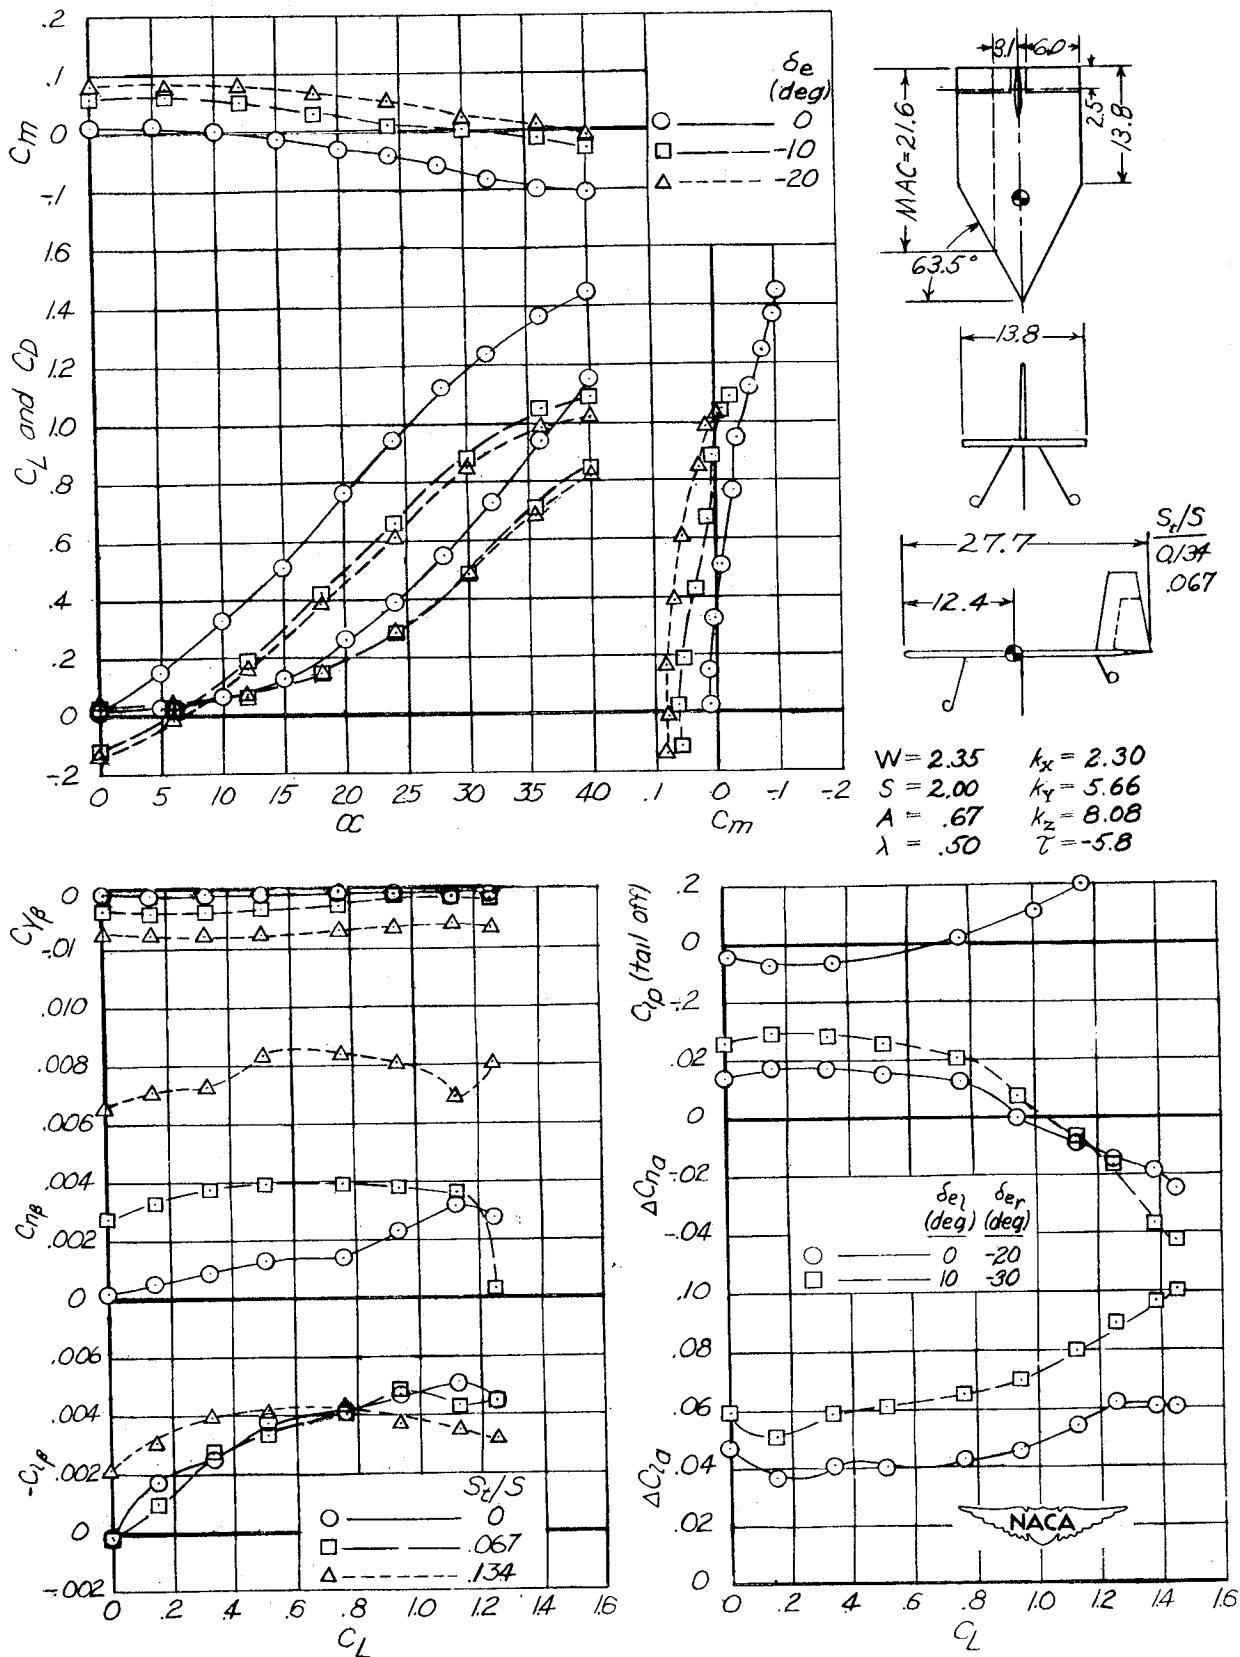 .2
.1
0
-.1
Cm
δe
(deg)
0
-10
-20
1.6
1.4
1.2
1.0
.8
.6
.4
.2
0
-.2
CL and CD
0 5 10 15 20 25 30 35 40
α
.1 0 -.1 -.2
Cm
3.1 6.0
2.5
13.8
MAC=21.6
63.5°
13.8
27.7
12.4
St/S
0.134
.067
W = 2.35 kx = 2.30
S = 2.00 kY = 5.66
A = .67 kz = 8.08
λ = .50 τ = -5.8
0
-.01
CYβ
.010
.008
.006
.004
.002
0
Cnβ
.006
.004
.002
0
-.002
-Clβ
St/S
0
.067
.134
0 .2 .4 .6 .8 1.0 1.2 1.4 1.6
CL
.2
0
-.2
Clp (tail off)
.02
0
-.02
-.04
ΔCna
δel δer
(deg) (deg)
0 -20
10 -30
.10
.08
.06
.04
.02
0
ΔCla
NACA
0 .2 .4 .6 .8 1.0 1.2 1.4 1.6
CL